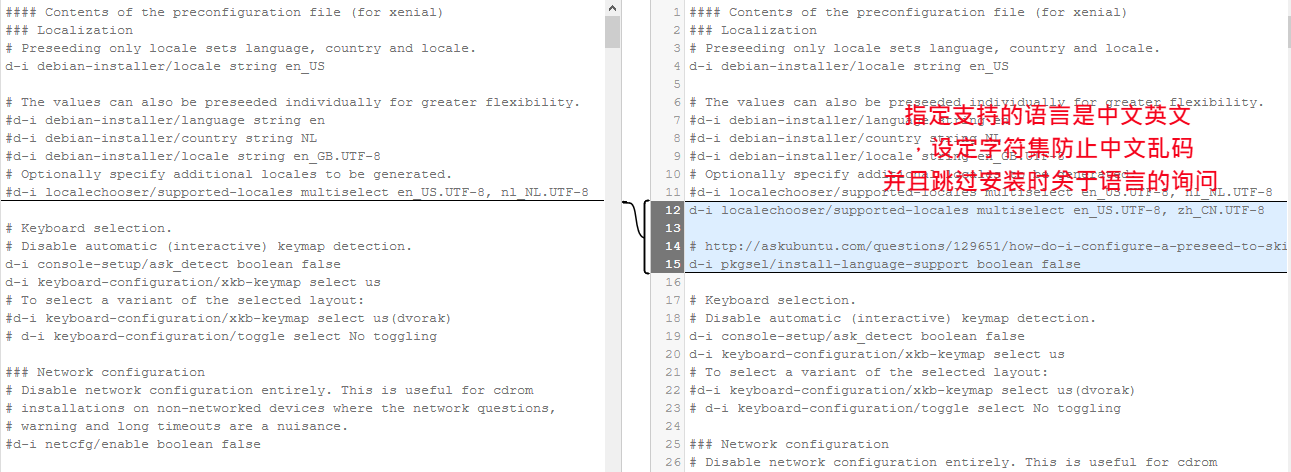 #### Contents of the preconfiguration file (for xenial)
### Localization
# Preseeding only locale sets language, country and locale.
d-i debian-installer/locale string en_US
# The values can also be preseeded individually for greater flexibility.
#d-i debian-installer/language string en
#d-i debian-installer/country string NL
#d-i debian-installer/locale string en_GB.UTF-8
# Optionally specify additional locales to be generated.
#d-i localechooser/supported-locales multiselect en_US.UTF-8, nl_NL.UTF-8
# Keyboard selection.
# Disable automatic (interactive) keymap detection.
d-i console-setup/ask_detect boolean false
d-i keyboard-configuration/xkb-keymap select us
# To select a variant of the selected layout:
#d-i keyboard-configuration/xkb-keymap select us(dvorak)
# d-i keyboard-configuration/toggle select No toggling
### Network configuration
# Disable network configuration entirely. This is useful for cdrom
# installations on non-networked devices where the network questions,
# warning and long timeouts are a nuisance.
#d-i netcfg/enable boolean false
1 #### Contents of the preconfiguration file (for xenial)
2 ### Localization
3 # Preseeding only locale sets language, country and locale.
4 d-i debian-installer/locale string en_US
5
6 # The values can also be preseeded individually for greater flexibility.
7 #d-i debian-installer/language string en
8 #d-i debian-installer/country string NL
9 #d-i debian-installer/locale string en_GB.UTF-8
10 # Optionally specify additional locales to be generated.
11 #d-i localechooser/supported-locales multiselect en_US.UTF-8, nl_NL.UTF-8
指定支持的语言是中文英文
，设定字符集防止中文乱码
并且跳过安装时关于语言的询问
12 d-i localechooser/supported-locales multiselect en_US.UTF-8, zh_CN.UTF-8
13
14 # http://askubuntu.com/questions/129651/how-do-i-configure-a-preseed-to-ski
15 d-i pkgsel/install-language-support boolean false
16
17 # Keyboard selection.
18 # Disable automatic (interactive) keymap detection.
19 d-i console-setup/ask_detect boolean false
20 d-i keyboard-configuration/xkb-keymap select us
21 # To select a variant of the selected layout:
22 #d-i keyboard-configuration/xkb-keymap select us(dvorak)
23 # d-i keyboard-configuration/toggle select No toggling
24
25 ### Network configuration
26 # Disable network configuration entirely. This is useful for cdrom